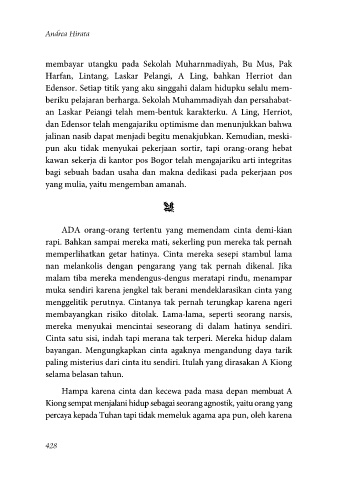 Andrea Hirata
membayar utangku pada Sekolah Muharnmadiyah, Bu Mus, Pak
Harfan, Lintang, Laskar Pelangi, A Ling, bahkan Herriot dan
Edensor. Setiap titik yang aku singgahi dalam hidupku selalu mem-
beriku pelajaran berharga. Sekolah Muhammadiyah dan persahabat-
an Laskar Peiangi telah mem-bentuk karakterku. A Ling, Herriot,
dan Edensor telah mengajariku optimisme dan menunjukkan bahwa
jalinan nasib dapat menjadi begitu menakjubkan. Kemudian, meski-
pun aku tidak menyukai pekerjaan sortir, tapi orang-orang hebat
kawan sekerja di kantor pos Bogor telah mengajariku arti integritas
bagi sebuah badan usaha dan makna dedikasi pada pekerjaan pos
yang mulia, yaitu mengemban amanah.
ADA orang-orang tertentu yang memendam cinta demi-kian
rapi. Bahkan sampai mereka mati, sekerling pun mereka tak pernah
memperlihatkan getar hatinya. Cinta mereka sesepi stambul lama
nan melankolis dengan pengarang yang tak pernah dikenal. Jika
malam tiba mereka mendengus-dengus meratapi rindu, menampar
muka sendiri karena jengkel tak berani mendeklarasikan cinta yang
menggelitik perutnya. Cintanya tak pernah terungkap karena ngeri
membayangkan risiko ditolak. Lama-lama, seperti seorang narsis,
mereka menyukai mencintai seseorang di dalam hatinya sendiri.
Cinta satu sisi, indah tapi merana tak terperi. Mereka hidup dalam
bayangan. Mengungkapkan cinta agaknya mengandung daya tarik
paling misterius dari cinta itu sendiri. Itulah yang dirasakan A Kiong
selama belasan tahun.
Hampa karena cinta dan kecewa pada masa depan membuat A
Kiong sempat menjalani hidup sebagai seorang agnostik, yaitu orang yang
percaya kepada Tuhan tapi tidak memeluk agama apa pun, oleh karena
428